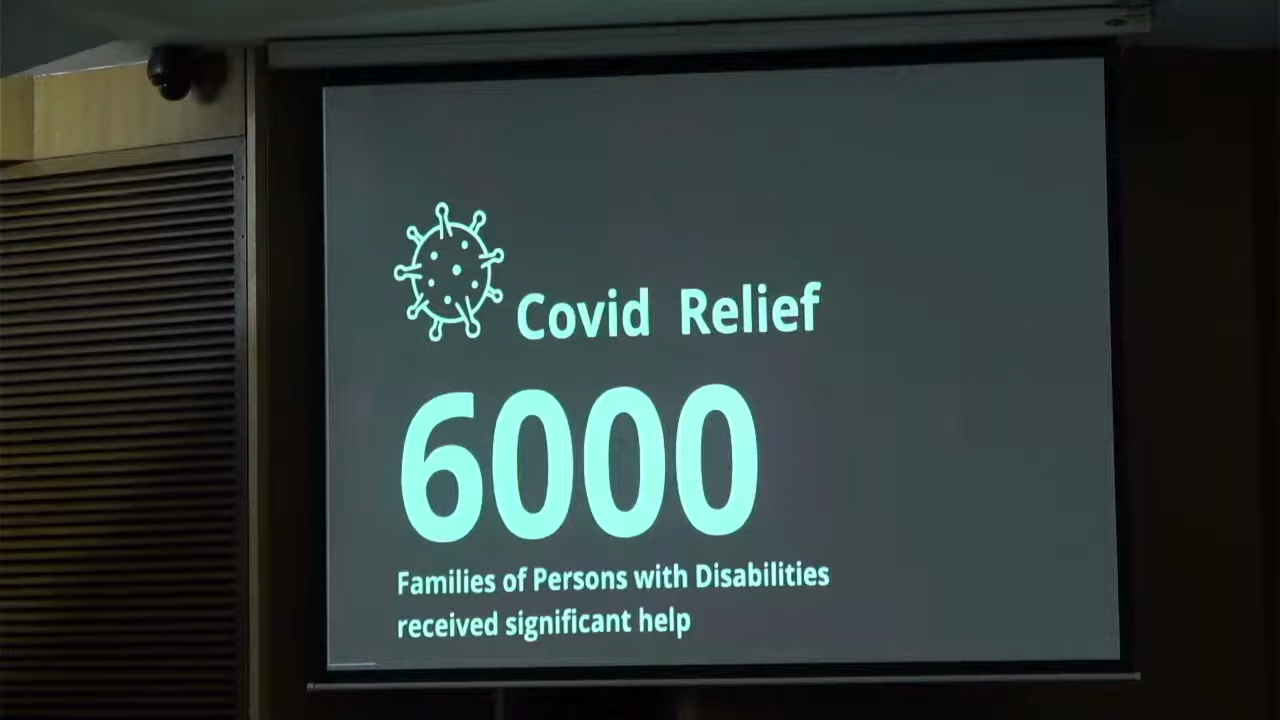 Covid Relief
6000
Families of Persons with Disabilities
received significant help